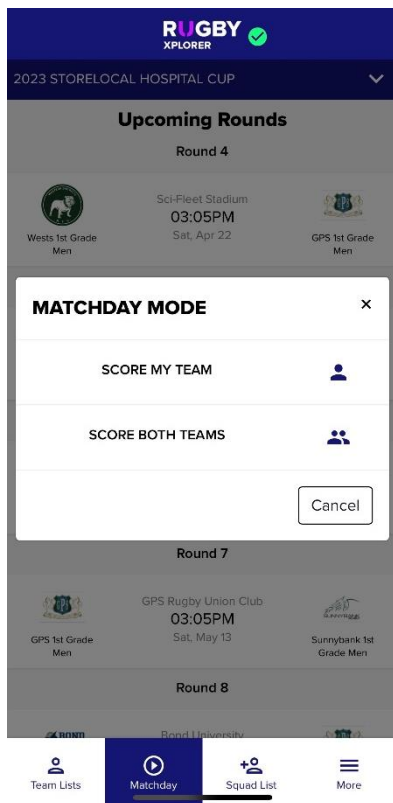 RUGBY
XPLORER
2023 STORELOCAL HOSPITAL CUP
Upcoming Rounds
Round 4
Sci-Fleet Stadium
03:05PM
Sat, Apr 22
Wests 1st Grade
Men
GPS 1st Grade
Men
MATCHDAY MODE
×
SCORE MY TEAM
SCORE BOTH TEAMS
Cancel
Round 7
GPS Rugby Union Club
03:05PM
Sat, May 13
GPS 1st Grade
Men
Sunnybank 1st
Grade Men
Round 8
BOND
Bond University
Team Lists
Matchday
Squad List
More